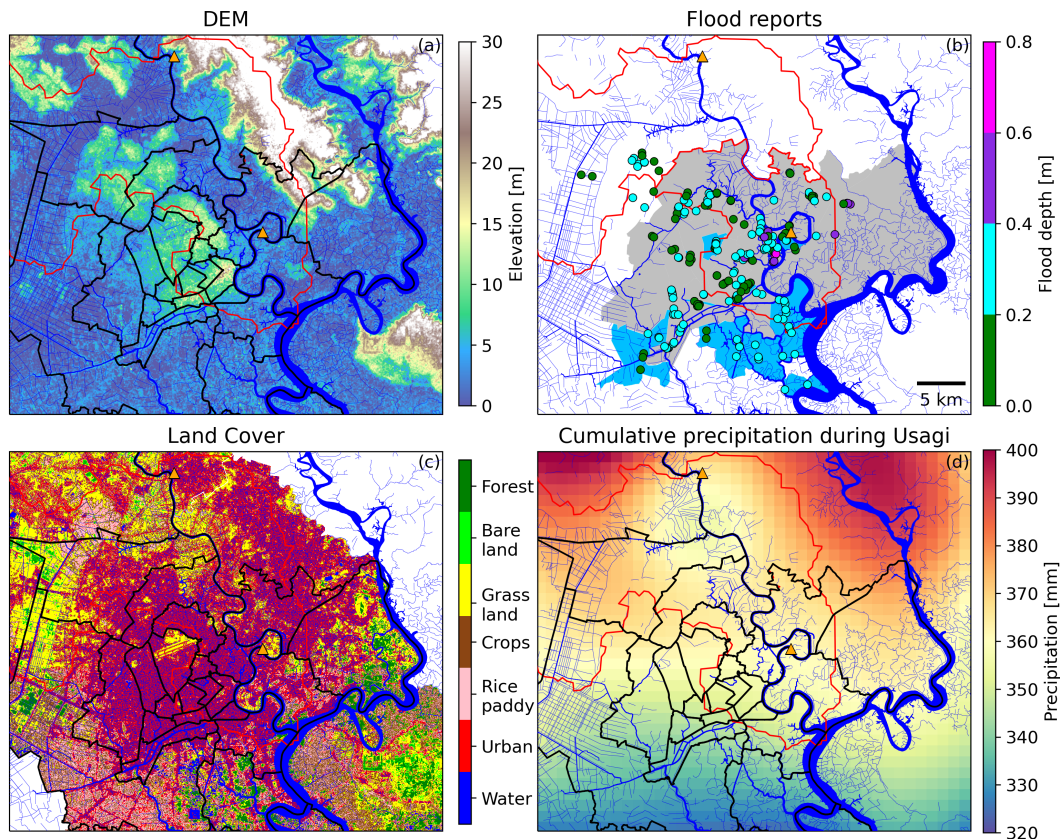 DEM
(a)
30
25
20
15
10
5
0
Elevation [m]
Flood reports
(b)
5 km
0.8
0.6
0.4
0.2
0.0
Flood depth [m]
Land Cover
(c)
Forest
Bare
land
Grass
land
Crops
Rice
paddy
Urban
Water
Cumulative precipitation during Usagi
(d)
400
390
380
370
360
350
340
330
320
Precipitation [mm]